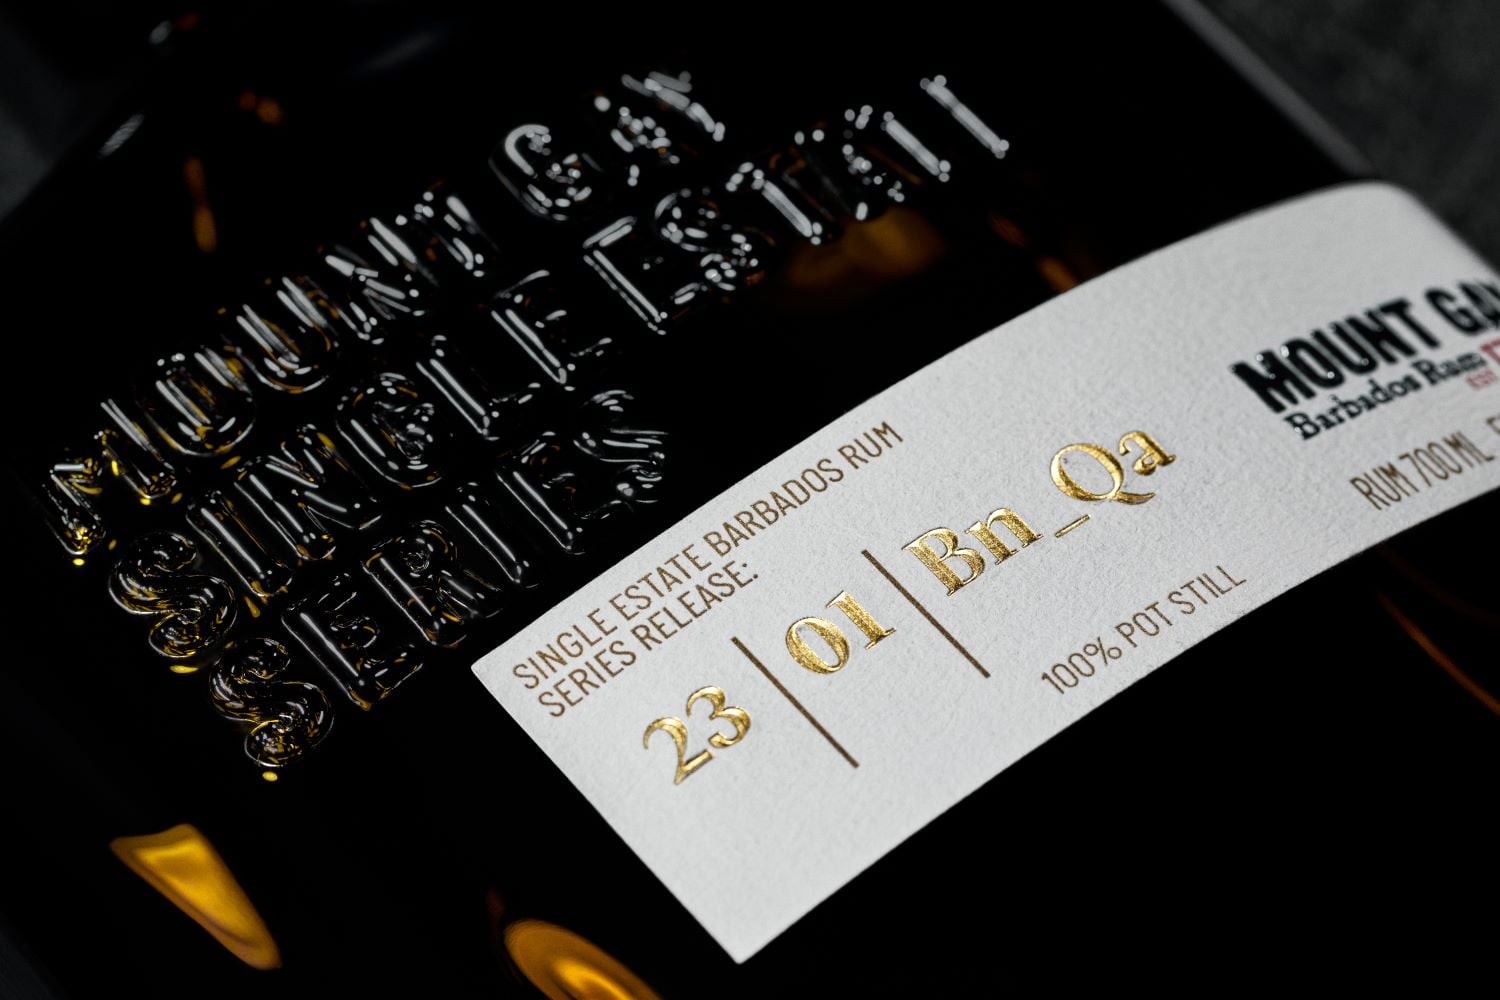 MOUNT GAY
SINGLE ESTATE
SERIES
SINGLE ESTATE BARBADOS RUM
SERIES RELEASE:
23 | 01 | Bn_Qa
100% POT STILL
MOUNT GAY
Barbados Rum
RUM 700ML